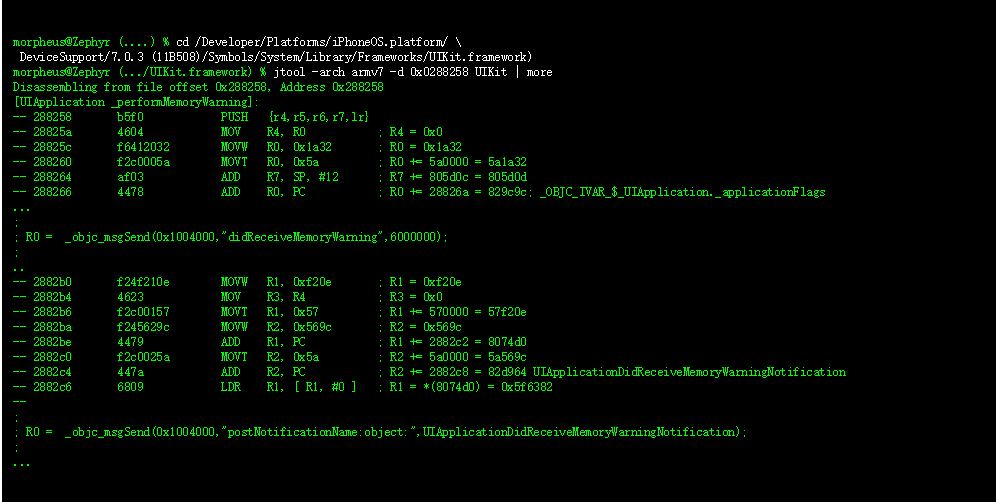 morpheus@Zephyr (....) % cd /Developer/Platforms/iPhoneOS.platform/ \
DeviceSupport/7.0.3 (11B508)/Symbols/System/Library/Frameworks/UIKit.framework)
morpheus@Zephyr (.../UIKit.framework) % jtool -arch armv7 -d 0x0288258 UIKit | more
Disassembling from file offset 0x288258, Address 0x288258
[UIApplication _performMemoryWarning]:
-- 288258 b5f0 PUSH {r4,r5,r6,r7,lr}
-- 28825a 4604 MOV R4, R0 ; R4 = 0x0
-- 28825c f6412032 MOVW R0, 0x1a32 ; R0 = 0x1a32
-- 288260 f2c0005a MOVT R0, 0x5a ; R0 += 5a0000 = 5a1a32
-- 288264 af03 ADD R7, SP, #12 ; R7 += 805d0c = 805d0d
-- 288266 4478 ADD R0, PC ; R0 += 28826a = 829c9c; _OBJC_IVAR_$_UIApplication._applicationFlags
...
;
; R0 = _objc_msgSend(0x1004000,"didReceiveMemoryWarning",6000000);
;
..
-- 2882b0 f24f210e MOVW R1, 0xf20e ; R1 = 0xf20e
-- 2882b4 4623 MOV R3, R4 ; R3 = 0x0
-- 2882b6 f2c00157 MOVT R1, 0x57 ; R1 += 570000 = 57f20e
-- 2882ba f245629c MOVW R2, 0x569c ; R2 = 0x569c
-- 2882be 4479 ADD R1, PC ; R1 += 2882c2 = 8074d0
-- 2882c0 f2c0025a MOVT R2, 0x5a ; R2 += 5a0000 = 5a569c
-- 2882c4 447a ADD R2, PC ; R2 += 2882c8 = 82d964 UIApplicationDidReceiveMemoryWarningNotification
-- 2882c6 6809 LDR R1, [ R1, #0 ] ; R1 = *(8074d0) = 0x5f6382
--
;
; R0 = _objc_msgSend(0x1004000,"postNotificationName:object:",UIApplicationDidReceiveMemoryWarningNotification);
;
...